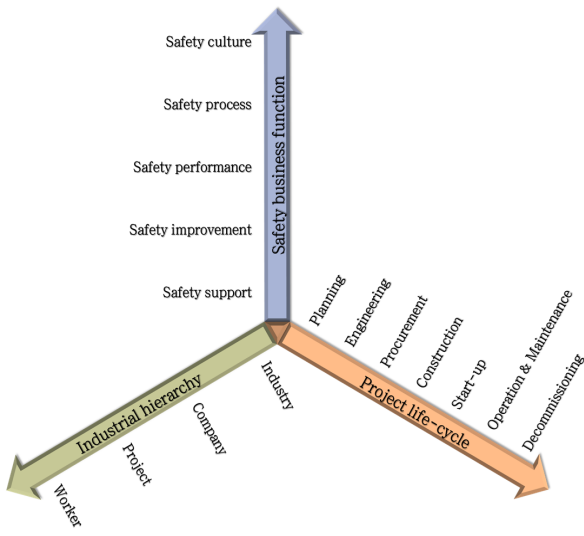 Safety culture
Safety process
Safety performance
Safety improvement
Safety support
Safety business function
Planning
Engineering
Procurement
Construction
Start-up
Operation & Maintenance
Decommissioning
Project life-cycle
Industrial hierarchy
Industry
Company
Project
Worker